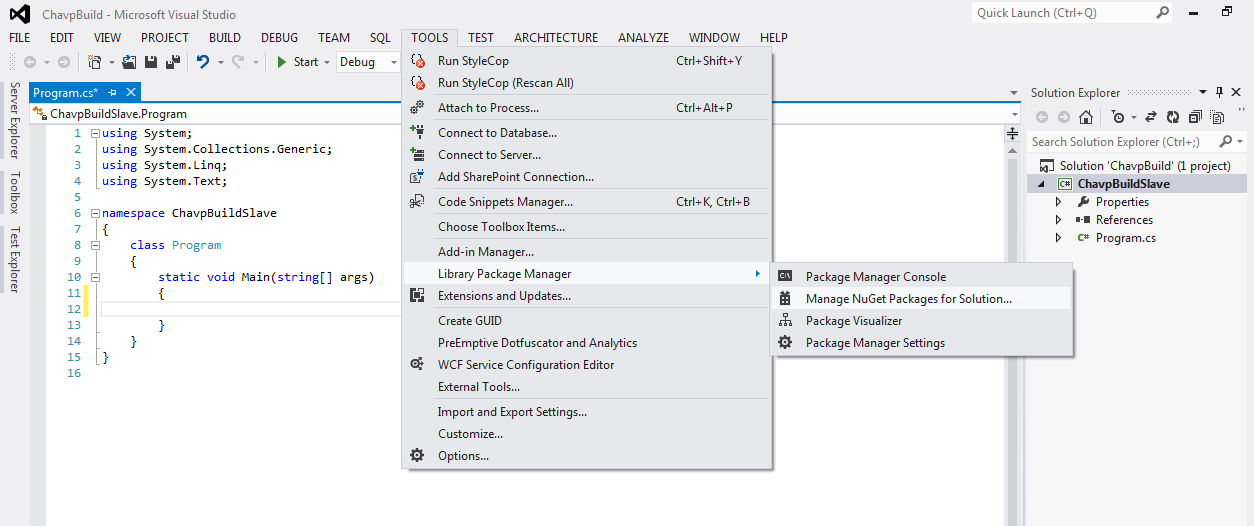 ChavpBuild - Microsoft Visual Studio
Quick Launch (Ctrl+Q)
FILE EDIT VIEW PROJECT BUILD DEBUG TEAM SQL TOOLS TEST ARCHITECTURE ANALYZE WINDOW HELP
Start Debug
Server Explorer
Toolbox
Test Explorer
Program.cs*
ChavpBuildSlave.Program
1 using System;
2 using System.Collections.Generic;
3 using System.Linq;
4 using System.Text;
5
6 namespace ChavpBuildSlave
7 {
8 class Program
9 {
10 static void Main(string[] args)
11 {
12
13 }
14 }
15 }
16
Run StyleCop Ctrl+Shift+Y
Run StyleCop (Rescan All)
Attach to Process... Ctrl+Alt+P
Connect to Database...
Connect to Server...
Add SharePoint Connection...
Code Snippets Manager... Ctrl+K, Ctrl+B
Choose Toolbox Items...
Add-in Manager...
Library Package Manager
Extensions and Updates...
Create GUID
PreEmptive Dotfuscator and Analytics
WCF Service Configuration Editor
External Tools...
Import and Export Settings...
Customize...
Options...
Package Manager Console
Manage NuGet Packages for Solution...
Package Visualizer
Package Manager Settings
Solution Explorer
Search Solution Explorer (Ctrl+;)
Solution 'ChavpBuild' (1 project)
C# ChavpBuildSlave
Properties
References
C# Program.cs